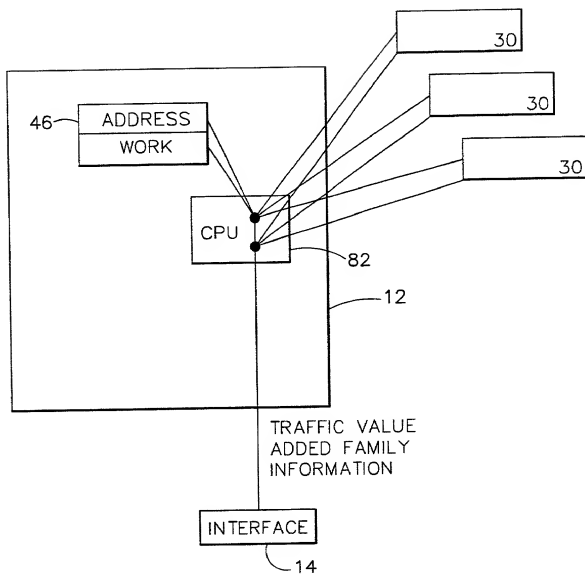 30
30
30
46
ADDRESS
WORK
CPU
82
12
TRAFFIC VALUE
ADDED FAMILY
INFORMATION
INTERFACE
14